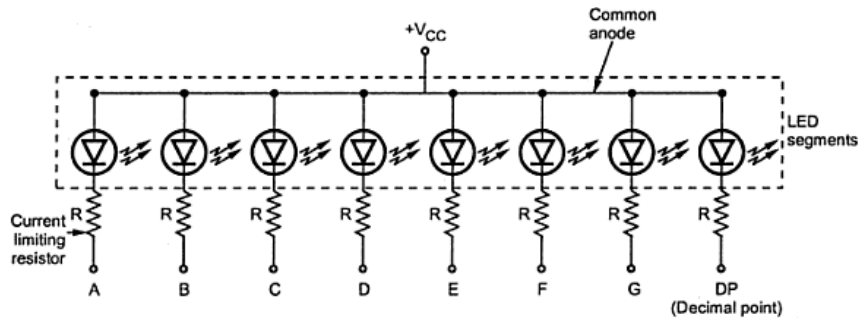 Common
anode
+VCC
LED
segments
R R R R R R R R
Current
limiting
resistor
A B C D E F G DP
(Decimal point)